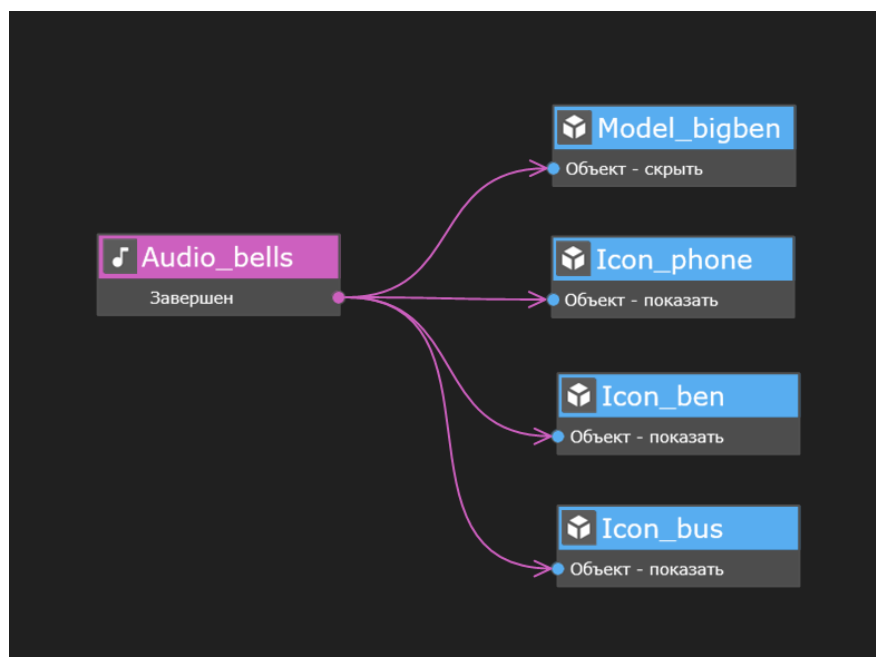 Model_bigben
Объект - скрыть
Audio_bells
Завершен
Icon_phone
Объект - показать
Icon_ben
Объект - показать
Icon_bus
Объект - показать